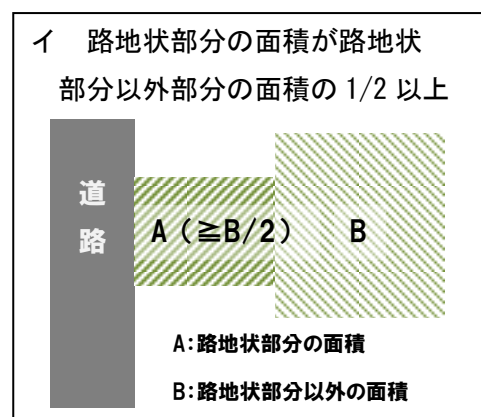 イ 路地状部分の面積が路地状
部分以外部分の面積の 1/2 以上
道路
A（≧B/2） B
A:路地状部分の面積
B:路地状部分以外の面積